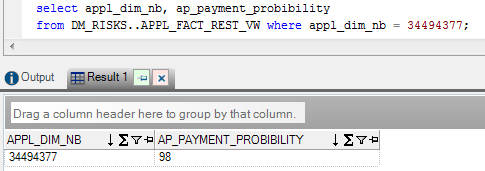 select appl_dim_nb, ap_payment_probibility
from DM_RISKS..APPL_FACT_REST_VW where appl_dim_nb = 34494377;
Output Result 1
Drag a column header here to group by that column.
APPL_DIM_NB AP_PAYMENT_PROBIBILITY
34494377 98